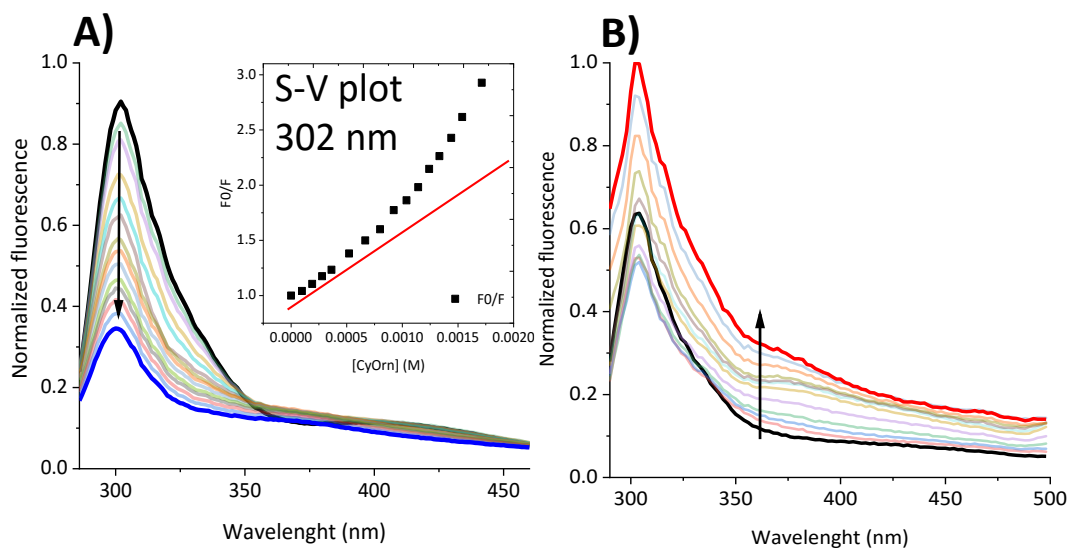 A)
1.0
0.8
0.6
0.4
0.2
0.0
Normalized fluorescence
300
350
400
450
Wavelenght (nm)
S-V plot
302 nm
3.0
2.5
2.0
1.5
1.0
F0/F
F0/F
0.0000
0.0005
0.0010
0.0015
0.0020
[CyOrn] (M)
B)
1.0
0.8
0.6
0.4
0.2
0.0
Normalized fluorescence
300
350
400
450
500
Wavelenght (nm)